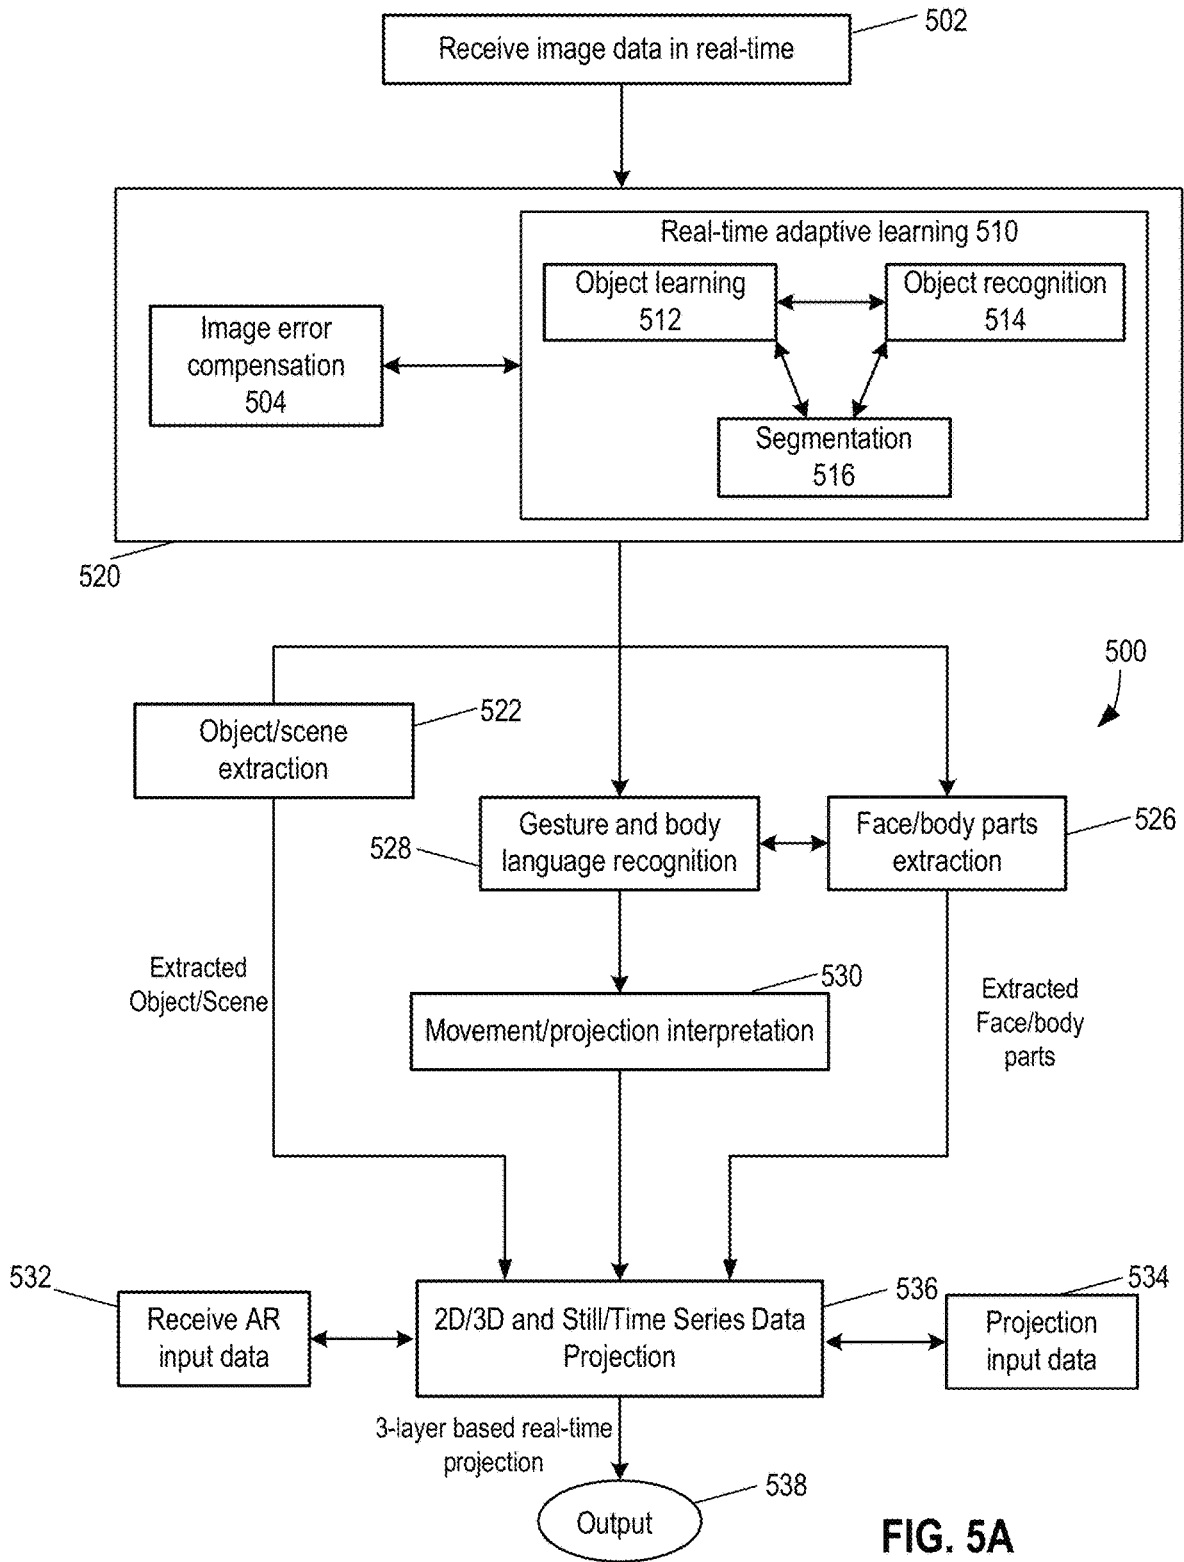 Receive image data in real-time
502
Real-time adaptive learning 510
Object learning
512
Object recognition
514
Image error
compensation
504
Segmentation
516
520
500
Object/scene
extraction
522
Gesture and body
language recognition
528
Face/body parts
extraction
526
Extracted
Object/Scene
530
Movement/projection interpretation
Extracted
Face/body
parts
532
Receive AR
input data
2D/3D and Still/Time Series Data
Projection
536
534
Projection
input data
3-layer based real-time
projection
538
Output
FIG. 5A